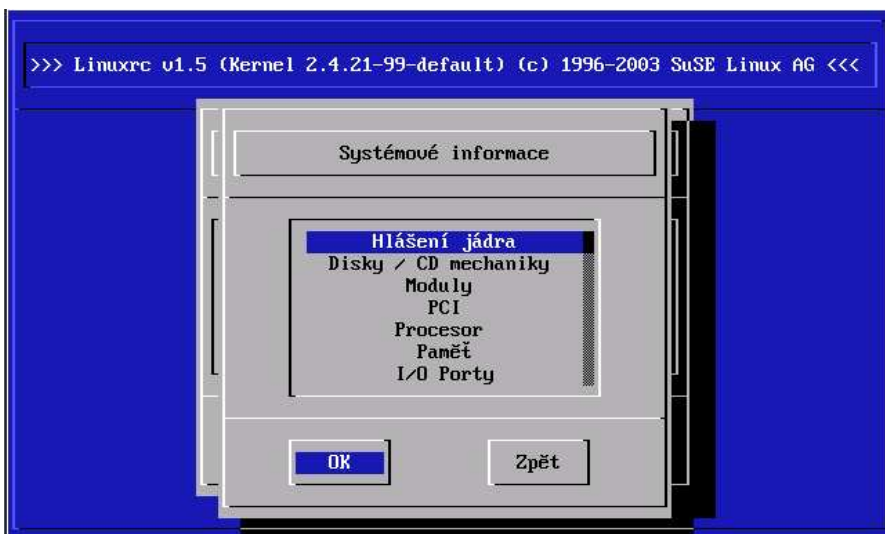 >>> Linuxrc v1.5 (Kernel 2.4.21-99-default) (c) 1996-2003 SuSE Linux AG <<<
Systémové informace
Hlášení jádra
Disky / CD mechaniky
Moduly
PCI
Procesor
Paměť
I/O Porty
OK Zpět